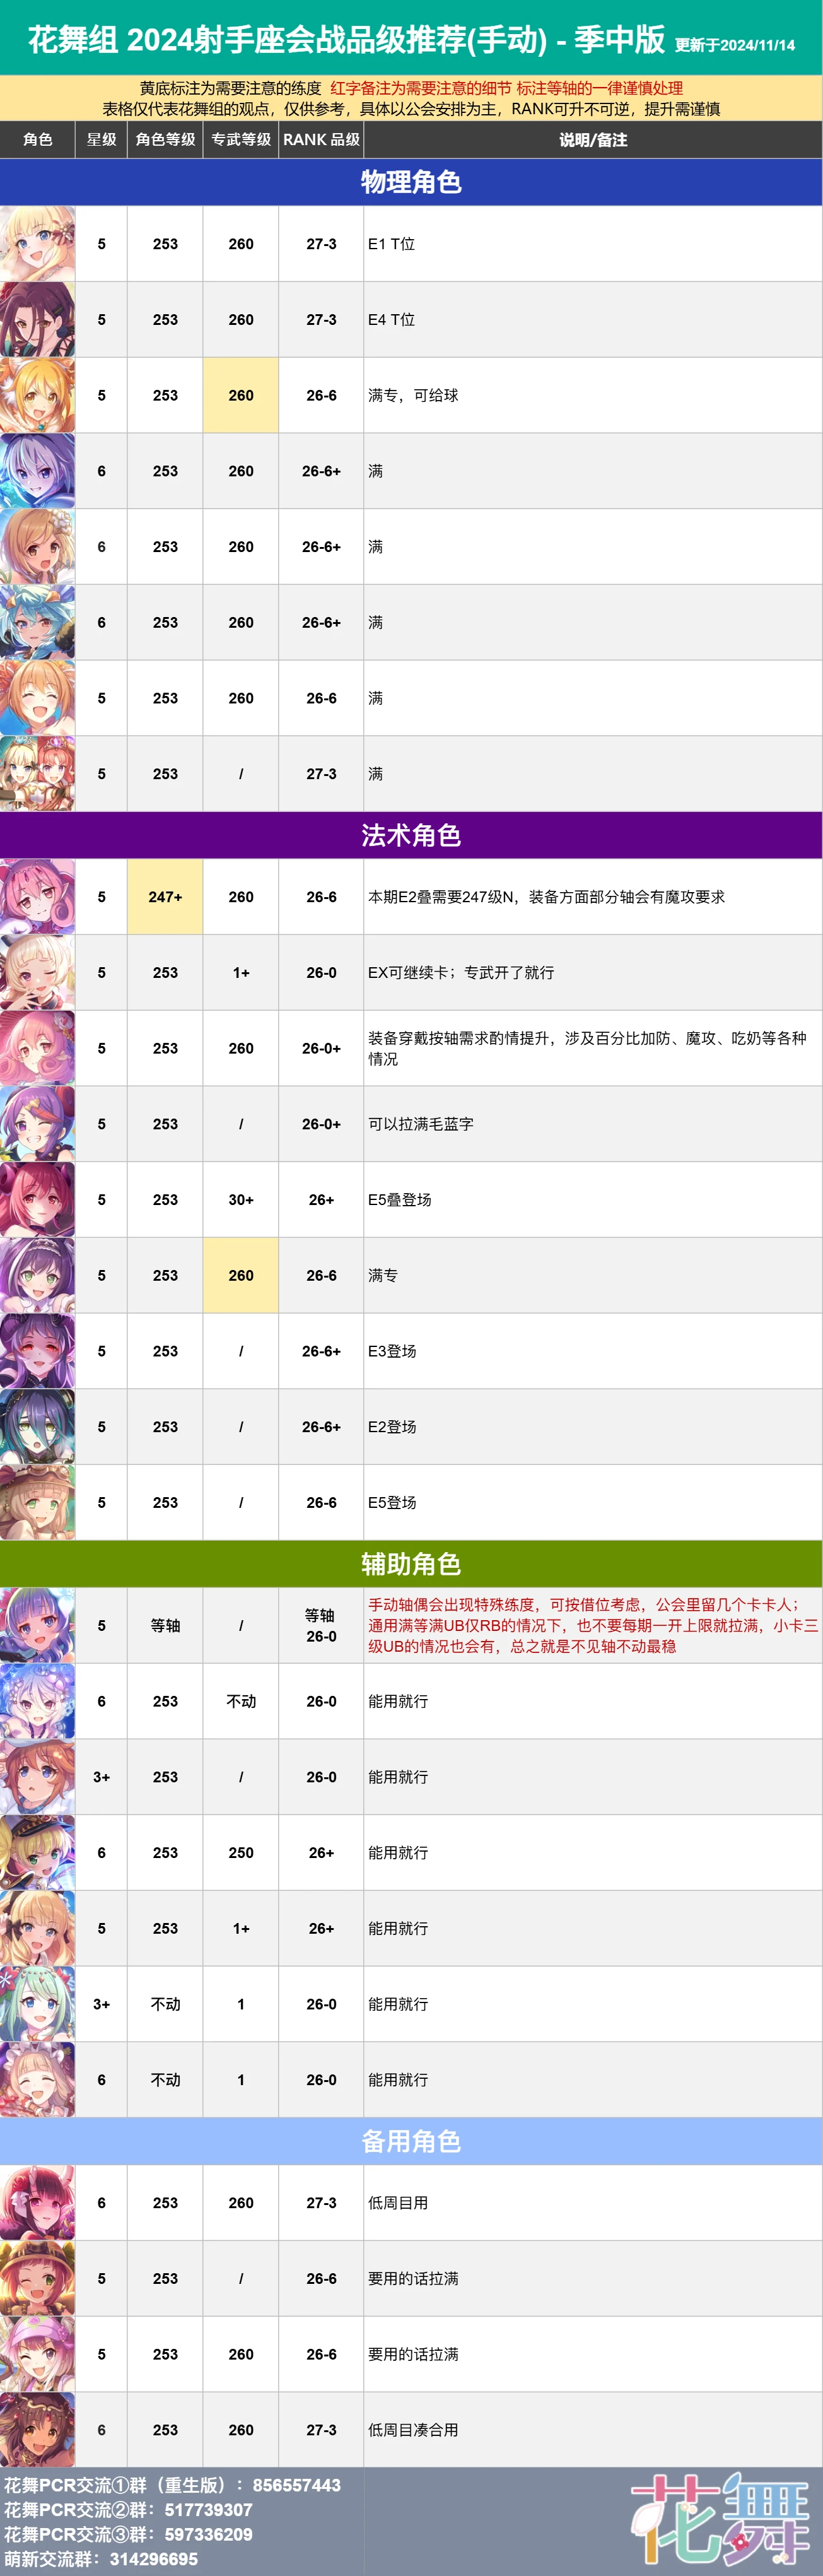 花舞组 2024射手座会战品级推荐(手动) - 季中版 更新于2024/11/14
黄底标注为需要注意的练度 红字备注为需要注意的细节 标注等轴的一律谨慎处理
表格仅代表花舞组的观点，仅供参考，具体以公会安排为主，RANK可升不可逆，提升需谨慎
角色 星级 角色等级 专武等级 RANK 品级 说明/备注
物理角色
5 253 260 27-3 E1 T位
5 253 260 27-3 E4 T位
5 253 260 26-6 满专，可给球
6 253 260 26-6+ 满
6 253 260 26-6+ 满
6 253 260 26-6+ 满
5 253 260 26-6 满
5 253 / 27-3 满
法术角色
5 247+ 260 26-6 本期E2叠需要247级N，装备方面部分轴会有魔攻要求
5 253 1+ 26-0 EX可继续卡；专武开了就行
5 253 260 26-0+ 装备穿戴按轴需求酌情提升，涉及百分比加防、魔攻、吃奶等各种
情况
5 253 / 26-0+ 可以拉满毛蓝字
5 253 30+ 26+ E5叠登场
5 253 260 26-6 满专
5 253 / 26-6+ E3登场
5 253 / 26-6+ E2登场
5 253 / 26-6 E5登场
辅助角色
5 等轴 / 等轴
26-0
手动轴偶会出现特殊练度，可按借位考虑，公会里留几个卡卡人；
通用满等满UB仅RB的情况下，也不要每期一开上限就拉满，小卡三
级UB的情况也会有，总之就是不见轴不动最稳
6 253 不动 26-0 能用就行
3+ 253 / 26-0 能用就行
6 253 250 26+ 能用就行
5 253 1+ 26+ 能用就行
3+ 不动 1 26-0 能用就行
6 不动 1 26-0 能用就行
备用角色
6 253 260 27-3 低周目用
5 253 / 26-6 要用的话拉满
5 253 260 26-6 要用的话拉满
6 253 260 27-3 低周目凑合用
花舞PCR交流①群（重生版）：856557443
花舞PCR交流②群：517739307
花舞PCR交流③群：597336209
萌新交流群：314296695
花舞